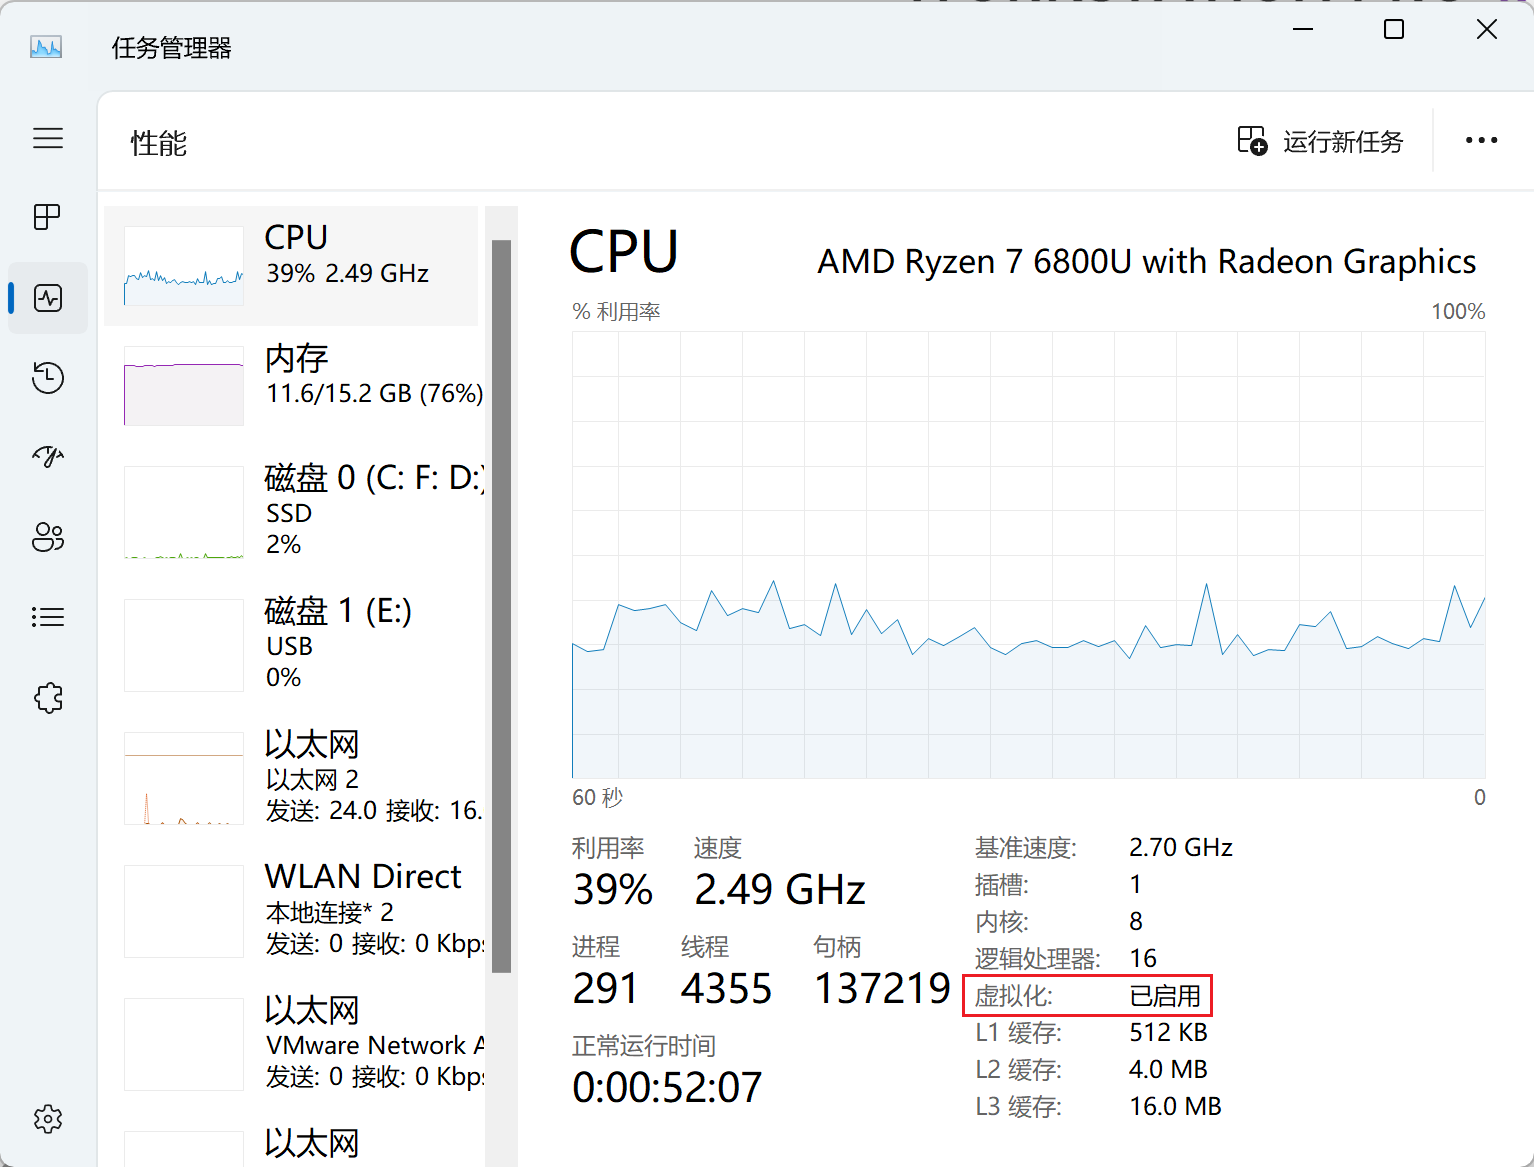 任务管理器
性能
运行新任务
CPU
39% 2.49 GHz
内存
11.6/15.2 GB (76%)
磁盘 0 (C: F: D:)
SSD
2%
磁盘 1 (E:)
USB
0%
以太网
以太网 2
发送: 24.0 接收: 16.
WLAN Direct
本地连接* 2
发送: 0 接收: 0 Kbps
以太网
VMware Network A
发送: 0 接收: 0 Kbps
以太网
CPU
AMD Ryzen 7 6800U with Radeon Graphics
% 利用率
100%
60 秒
0
利用率
39%
速度
2.49 GHz
进程
291
线程
4355
句柄
137219
正常运行时间
0:00:52:07
基准速度: 2.70 GHz
插槽: 1
内核: 8
逻辑处理器: 16
虚拟化: 已启用
L1 缓存: 512 KB
L2 缓存: 4.0 MB
L3 缓存: 16.0 MB